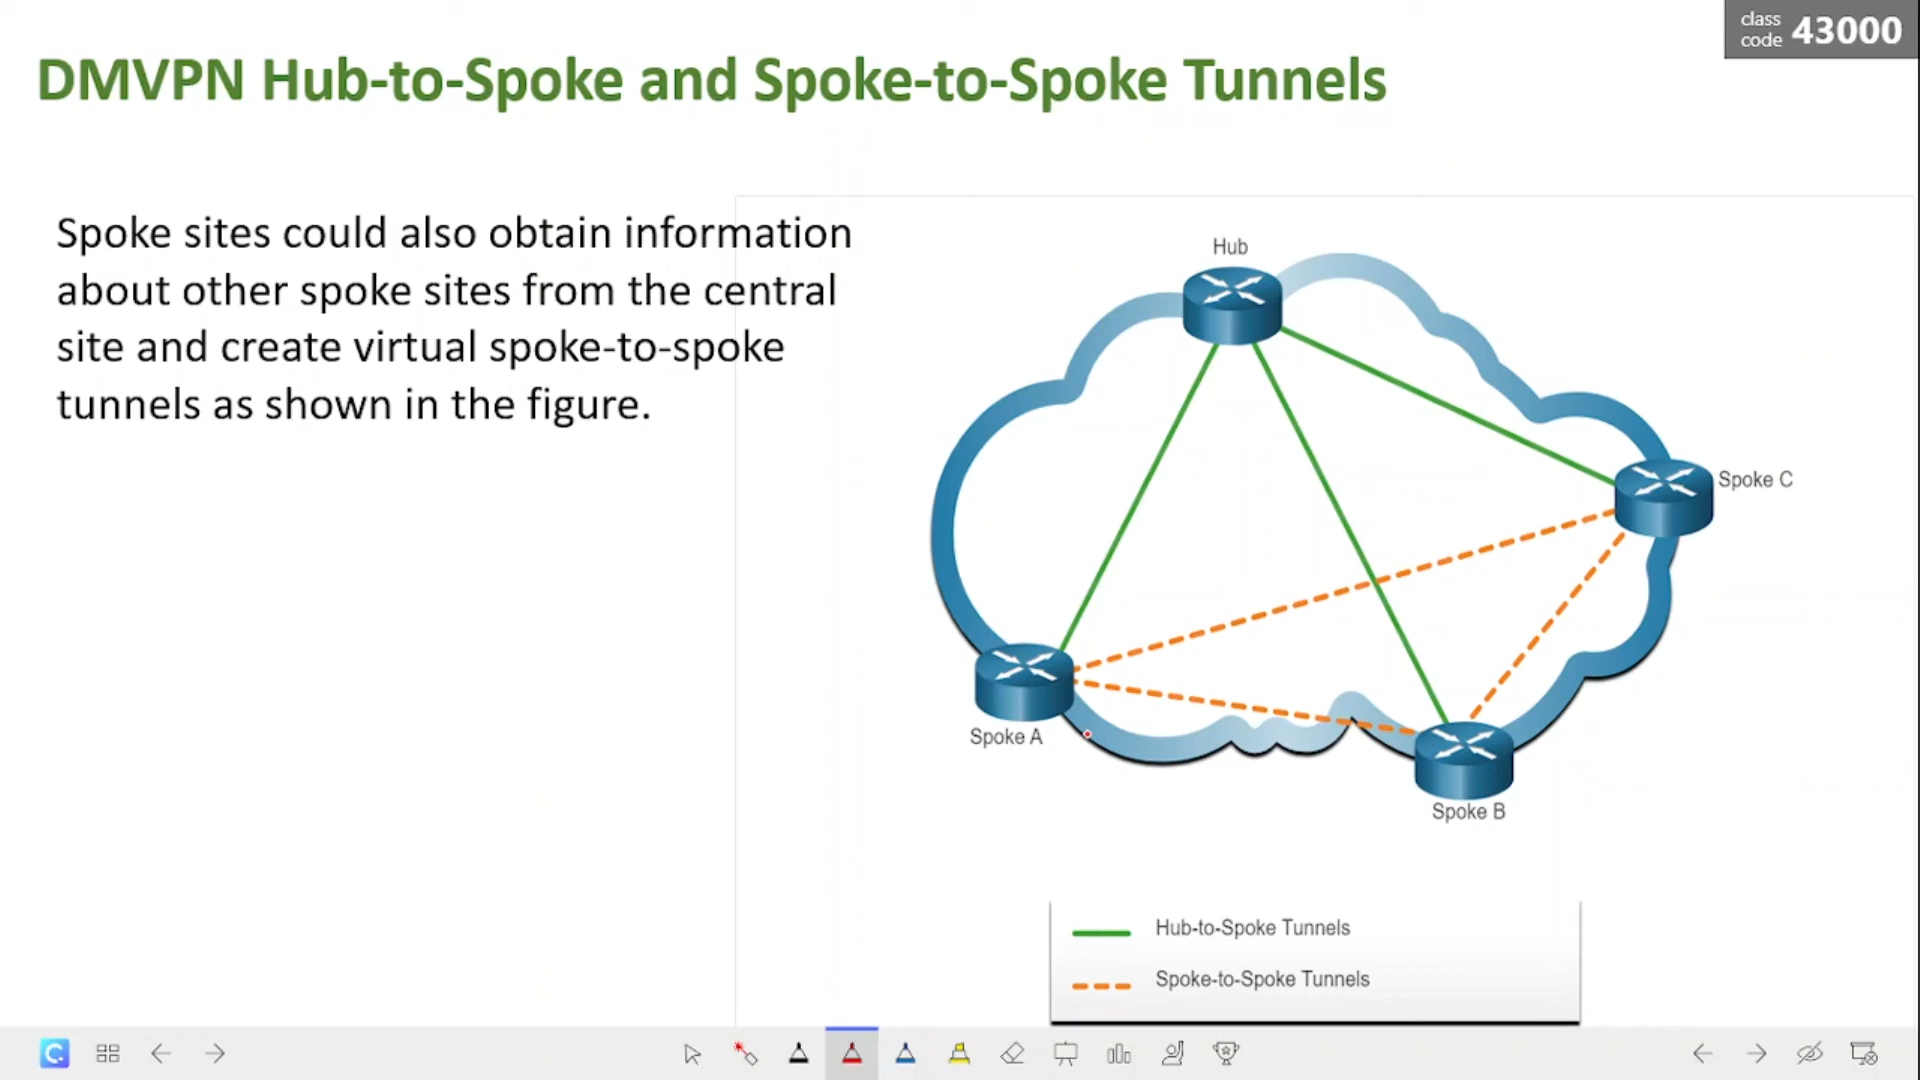 class
code 43000
DMVPN Hub-to-Spoke and Spoke-to-Spoke Tunnels
Spoke sites could also obtain information
about other spoke sites from the central
site and create virtual spoke-to-spoke
tunnels as shown in the figure.
Hub
Spoke C
Spoke A
Spoke B
Hub-to-Spoke Tunnels
Spoke-to-Spoke Tunnels